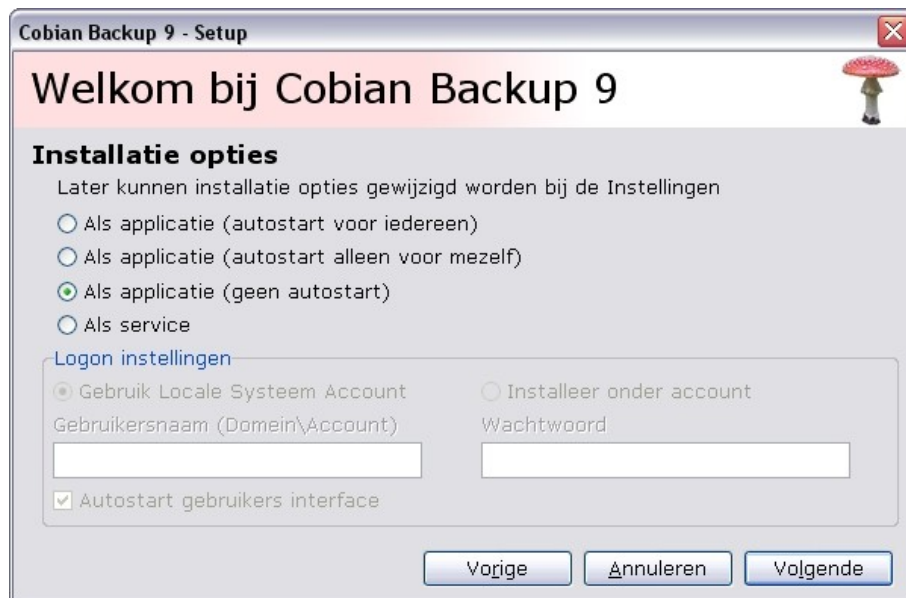 Cobian Backup 9 - Setup
Welkom bij Cobian Backup 9
Installatie opties
Later kunnen installatie opties gewijzigd worden bij de Instellingen
Als applicatie (autostart voor iedereen)
Als applicatie (autostart alleen voor mezelf)
Als applicatie (geen autostart)
Als service
Logon instellingen
Gebruik Locale Systeem Account
Installeer onder account
Gebruikersnaam (Domein\Account)
Wachtwoord
Autostart gebruikers interface
Vorige
Annuleren
Volgende